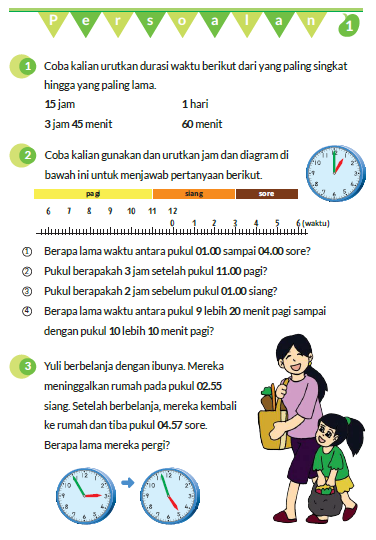 Persoalan 1
1 Coba kalian urutkan durasi waktu berikut dari yang paling singkat
hingga yang paling lama.
15 jam 1 hari
3 jam 45 menit 60 menit
2 Coba kalian gunakan dan urutkan jam dan diagram di
bawah ini untuk menjawab pertanyaan berikut.
pagi siang sore
6 7 8 9 10 11 12
0 1 2 3 4 5 6 (waktu)
1 Berapa lama waktu antara pukul 01.00 sampai 04.00 sore?
2 Pukul berapakah 3 jam setelah pukul 11.00 pagi?
3 Pukul berapakah 2 jam sebelum pukul 01.00 siang?
4 Berapa lama waktu antara pukul 9 lebih 20 menit pagi sampai
dengan pukul 10 lebih 10 menit pagi?
3 Yuli berbelanja dengan ibunya. Mereka
meninggalkan rumah pada pukul 02.55
siang. Setelah berbelanja, mereka kembali
ke rumah dan tiba pukul 04.57 sore.
Berapa lama mereka pergi?